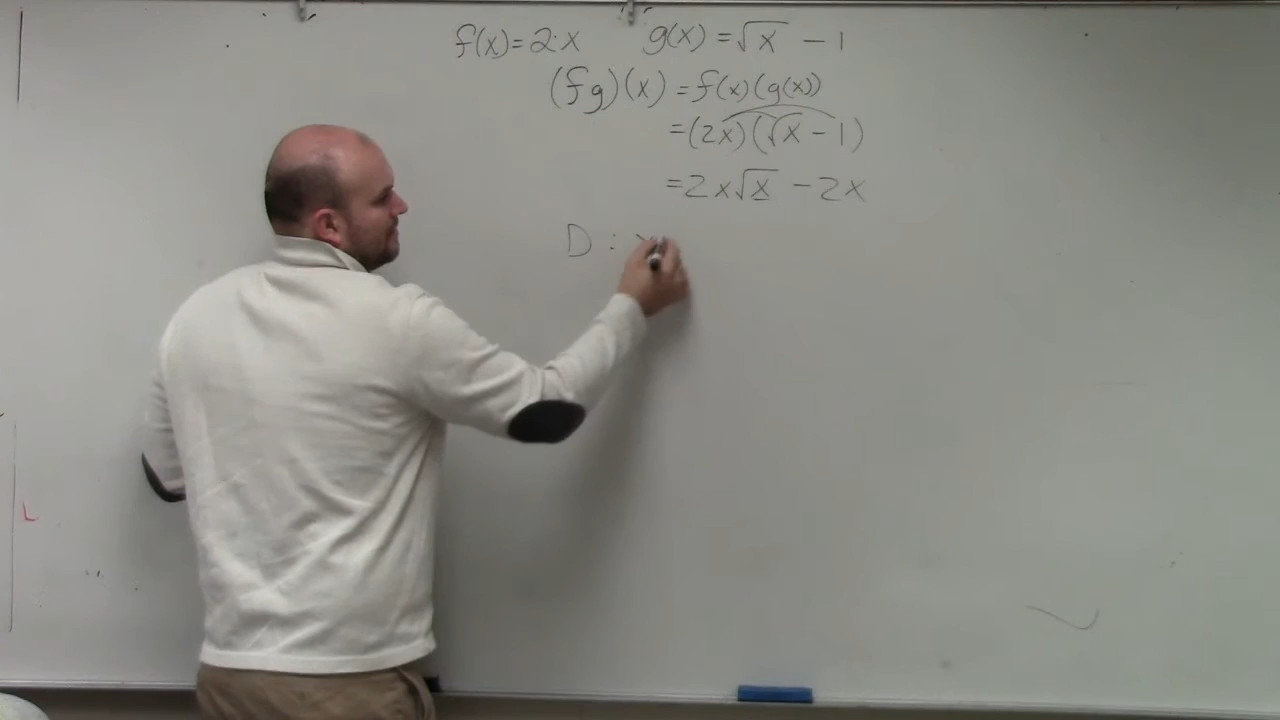 f(x)=2·x g(x)=√x - 1
(fg)(x) = f(x)(g(x))
=(2x)(√x - 1)
=2x√x - 2x
D : x